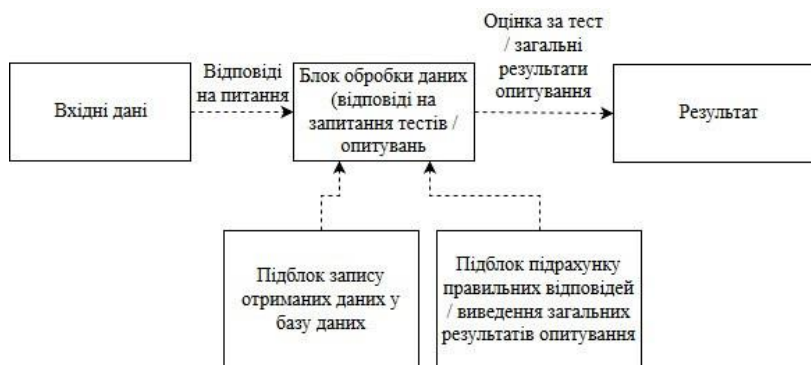 Вхідні дані
Відповіді
на питання
Блок обробки даних
(відповіді на
запитання тестів /
опитувань
Оцінка за тест
/ загальні
результати
опитування
Результат
Підблок запису
отриманих даних у
базу даних
Підблок підрахунку
правильних відповідей
/ виведення загальних
результатів опитування